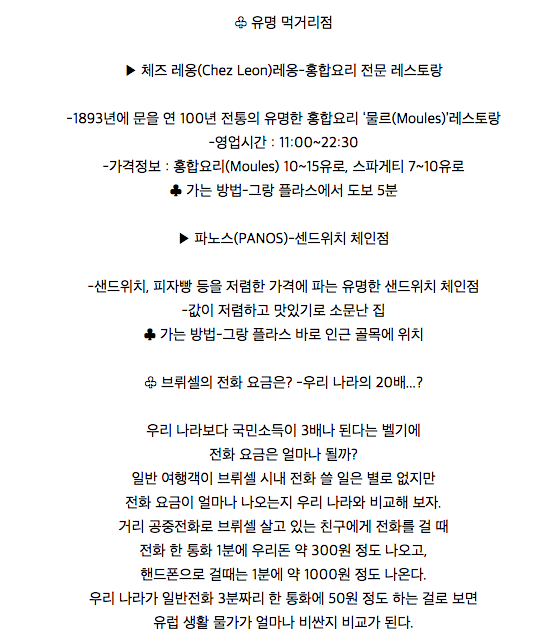 ♧ 유명 먹거리점
▶ 체즈 레옹(Chez Leon)레옹-홍합요리 전문 레스토랑
-1893년에 문을 연 100년 전통의 유명한 홍합요리 '물르(Moules)'레스토랑
-영업시간 : 11:00~22:30
-가격정보 : 홍합요리(Moules) 10~15유로, 스파게티 7~10유로
♣ 가는 방법-그랑 플라스에서 도보 5분
▶ 파노스(PANOS)-센드위치 체인점
-샌드위치, 피자빵 등을 저렴한 가격에 파는 유명한 샌드위치 체인점
-값이 저렴하고 맛있기로 소문난 집
♣ 가는 방법-그랑 플라스 바로 인근 골목에 위치
♧ 브뤼셀의 전화 요금은? -우리 나라의 20배...?
우리 나라보다 국민소득이 3배나 된다는 벨기에
전화 요금은 얼마나 될까?
일반 여행객이 브뤼셀 시내 전화 쓸 일은 별로 없지만
전화 요금이 얼마나 나오는지 우리 나라와 비교해 보자.
거리 공중전화로 브뤼셀 살고 있는 친구에게 전화를 걸 때
전화 한 통화 1분에 우리돈 약 300원 정도 나오고,
핸드폰으로 걸때는 1분에 약 1000원 정도 나온다.
우리 나라가 일반전화 3분짜리 한 통화에 50원 정도 하는 걸로 보면
유럽 생활 물가가 얼마나 비싼지 비교가 된다.